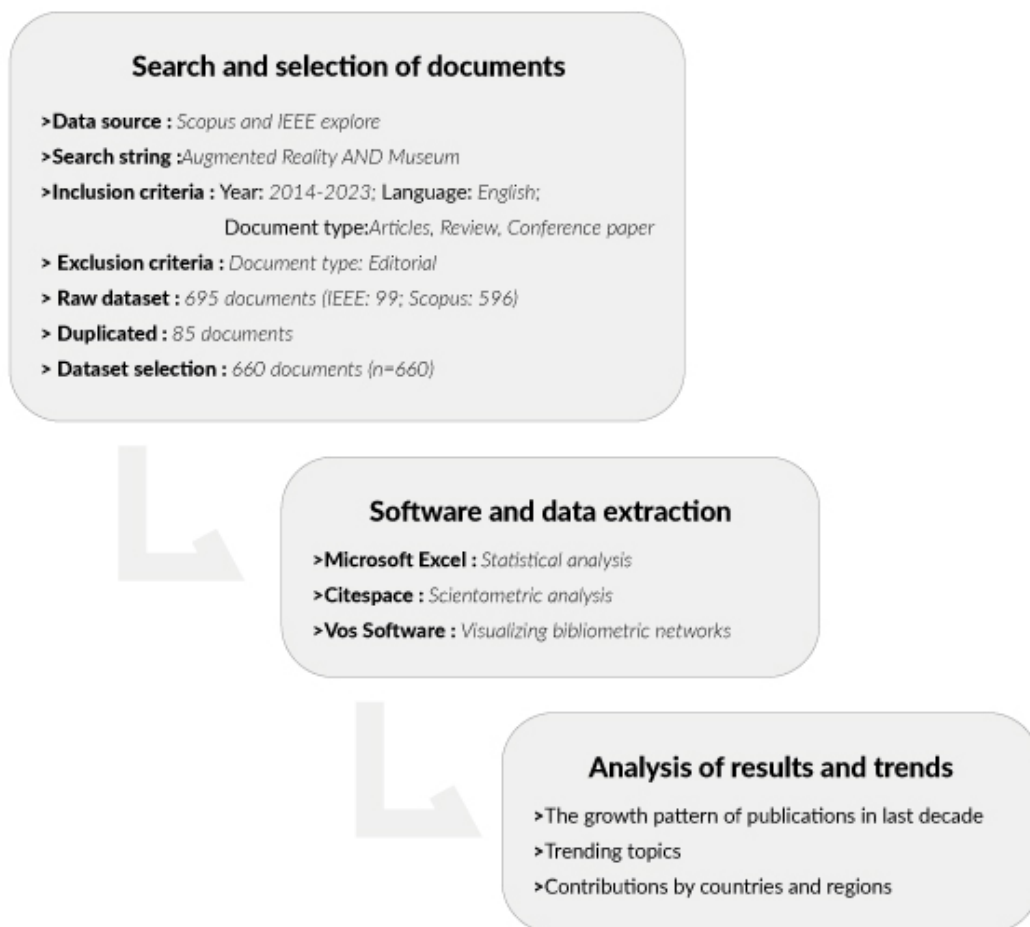 Search and selection of documents
>Data source : Scopus and IEEE explore
>Search string :Augmented Reality AND Museum
>Inclusion criteria : Year: 2014-2023; Language: English;
Document type:Articles, Review, Conference paper
> Exclusion criteria : Document type: Editorial
> Raw dataset : 695 documents (IEEE: 99; Scopus: 596)
> Duplicated : 85 documents
> Dataset selection : 660 documents (n=660)
Software and data extraction
>Microsoft Excel : Statistical analysis
>Citespace : Scientometric analysis
>Vos Software : Visualizing bibliometric networks
Analysis of results and trends
>The growth pattern of publications in last decade
>Trending topics
>Contributions by countries and regions